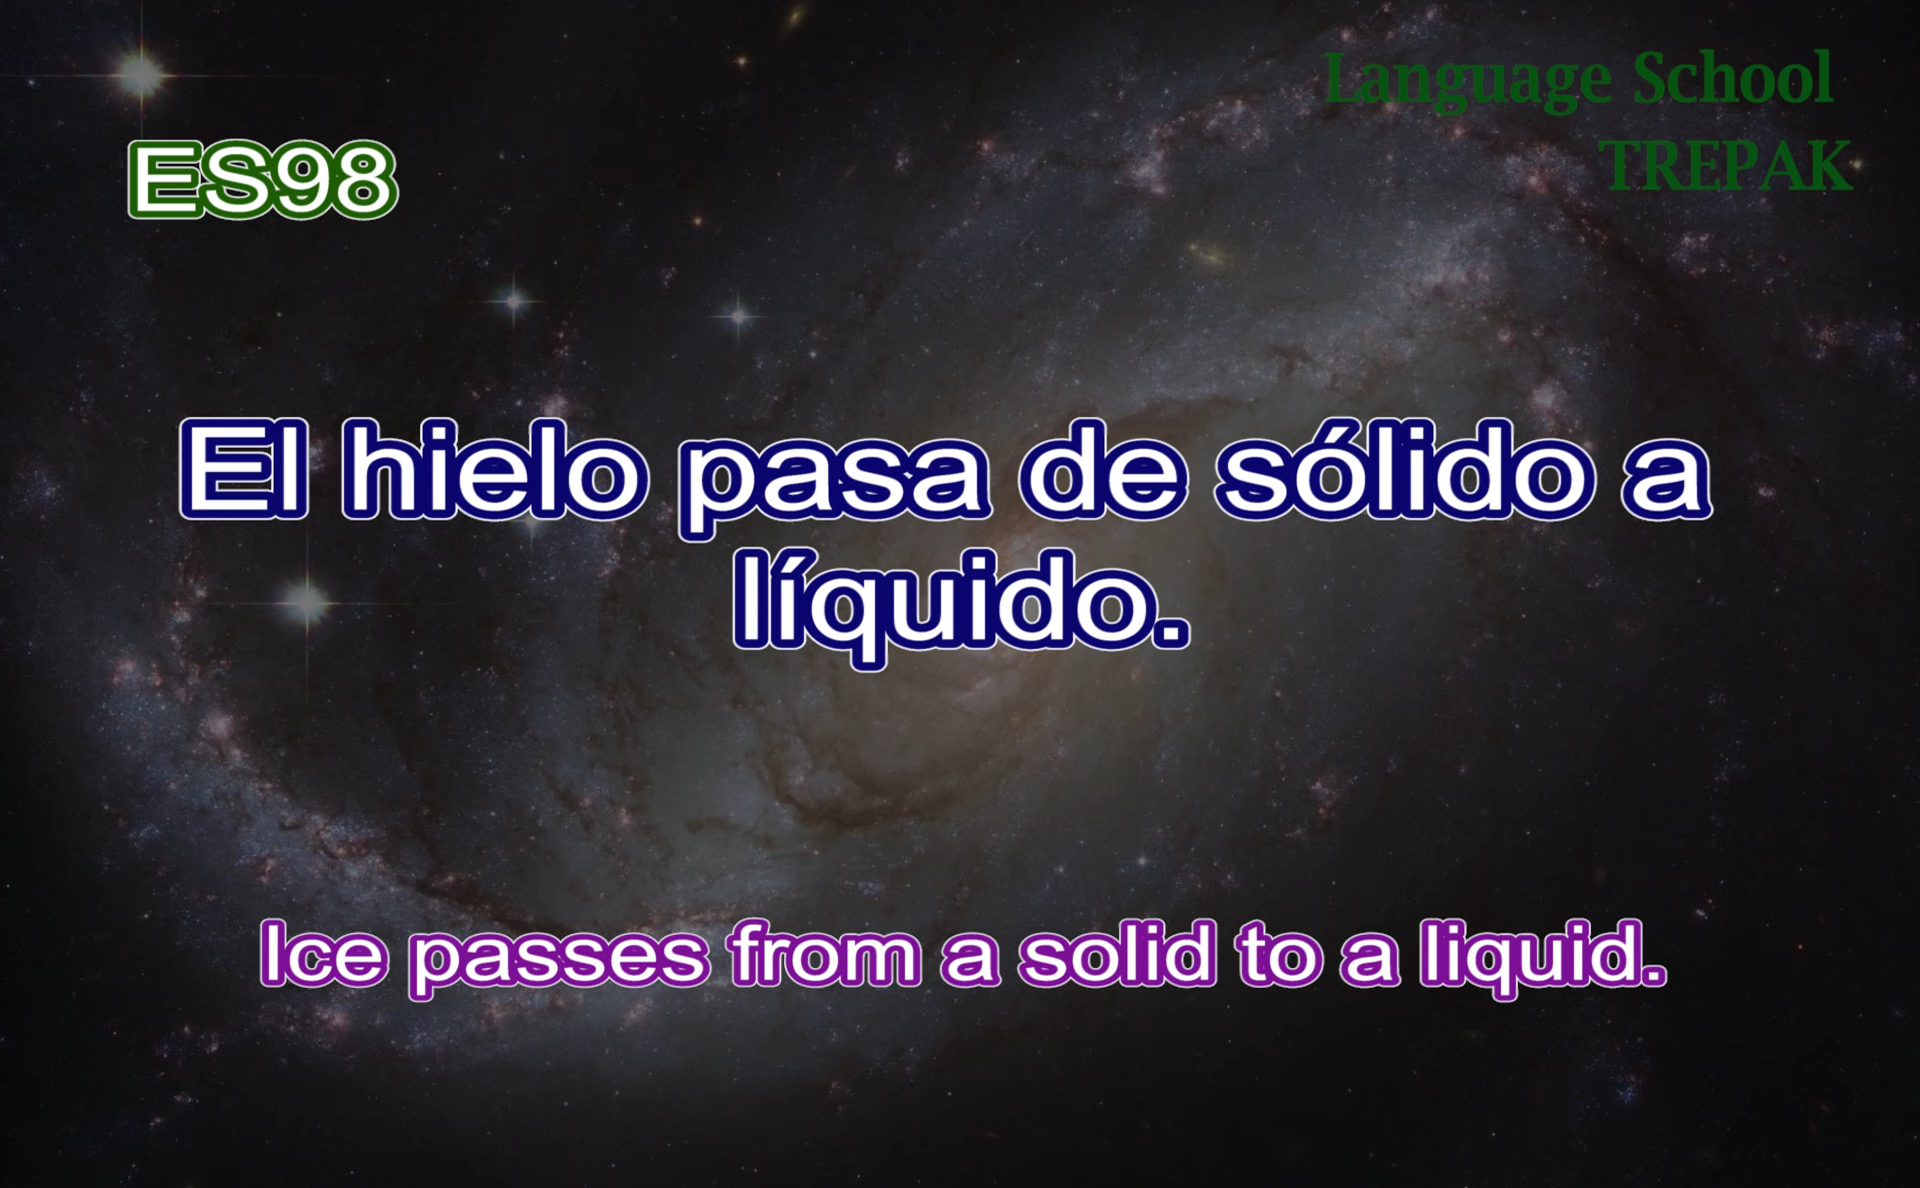 Language School
TREPAK
ES98
El hielo pasa de sólido a
líquido.
Ice passes from a solid to a liquid.